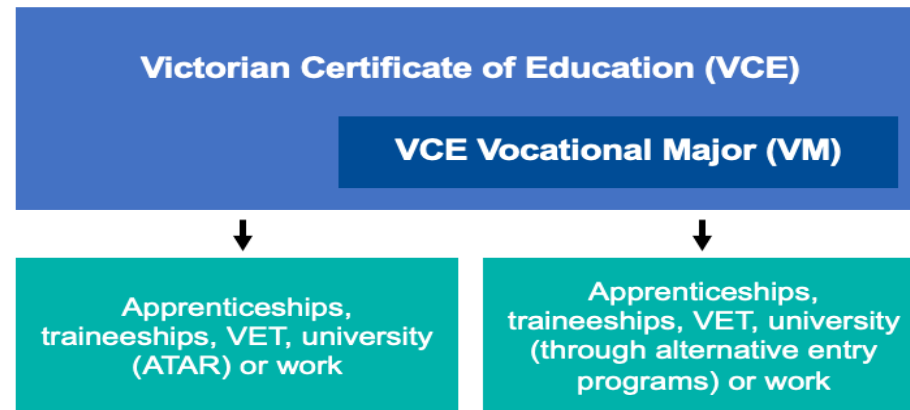 Victorian Certificate of Education (VCE)
VCE Vocational Major (VM)
Apprenticeships,
traineeships, VET, university
(ATAR) or work
Apprenticeships,
traineeships, VET, university
(through alternative entry
programs) or work